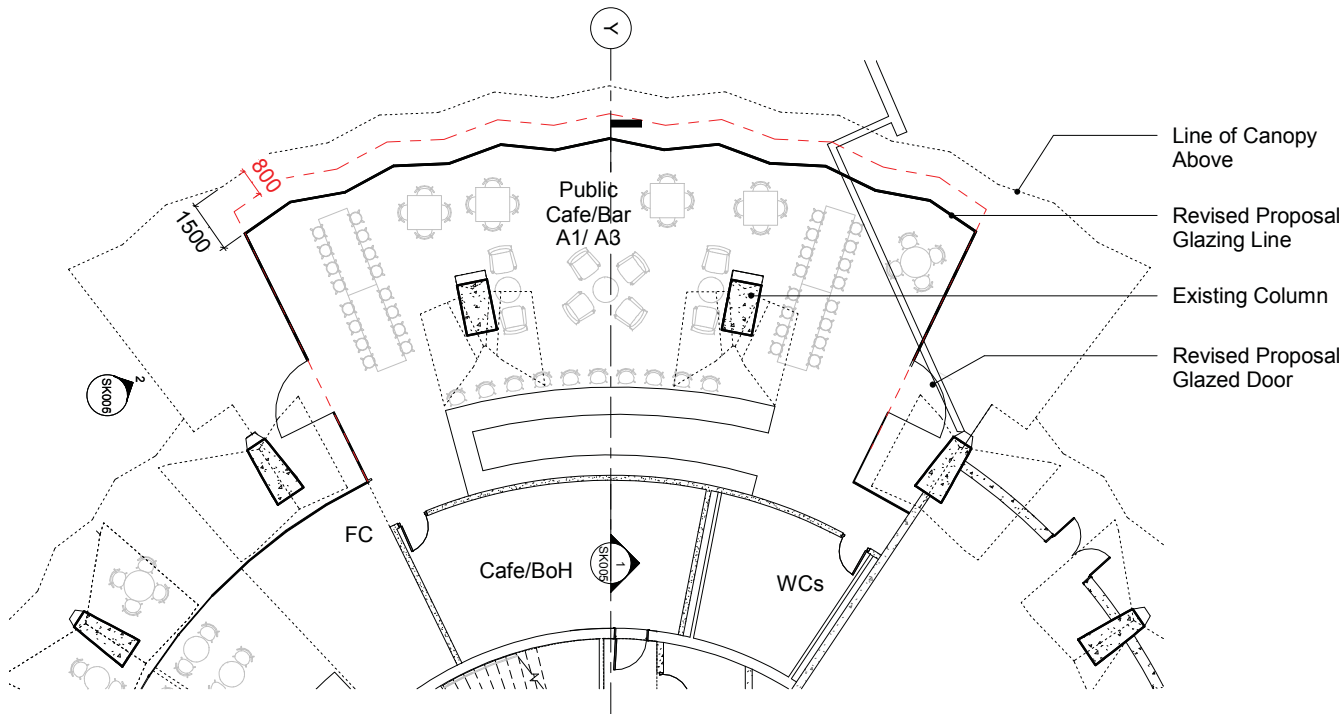 Y
Line of Canopy
Above
800
1500
Public
Cafe/Bar
A1/ A3
Revised Proposal
Glazing Line
Existing Column
Revised Proposal
Glazed Door
2
SK006
FC
Cafe/BoH
1
SK005
WCs
N